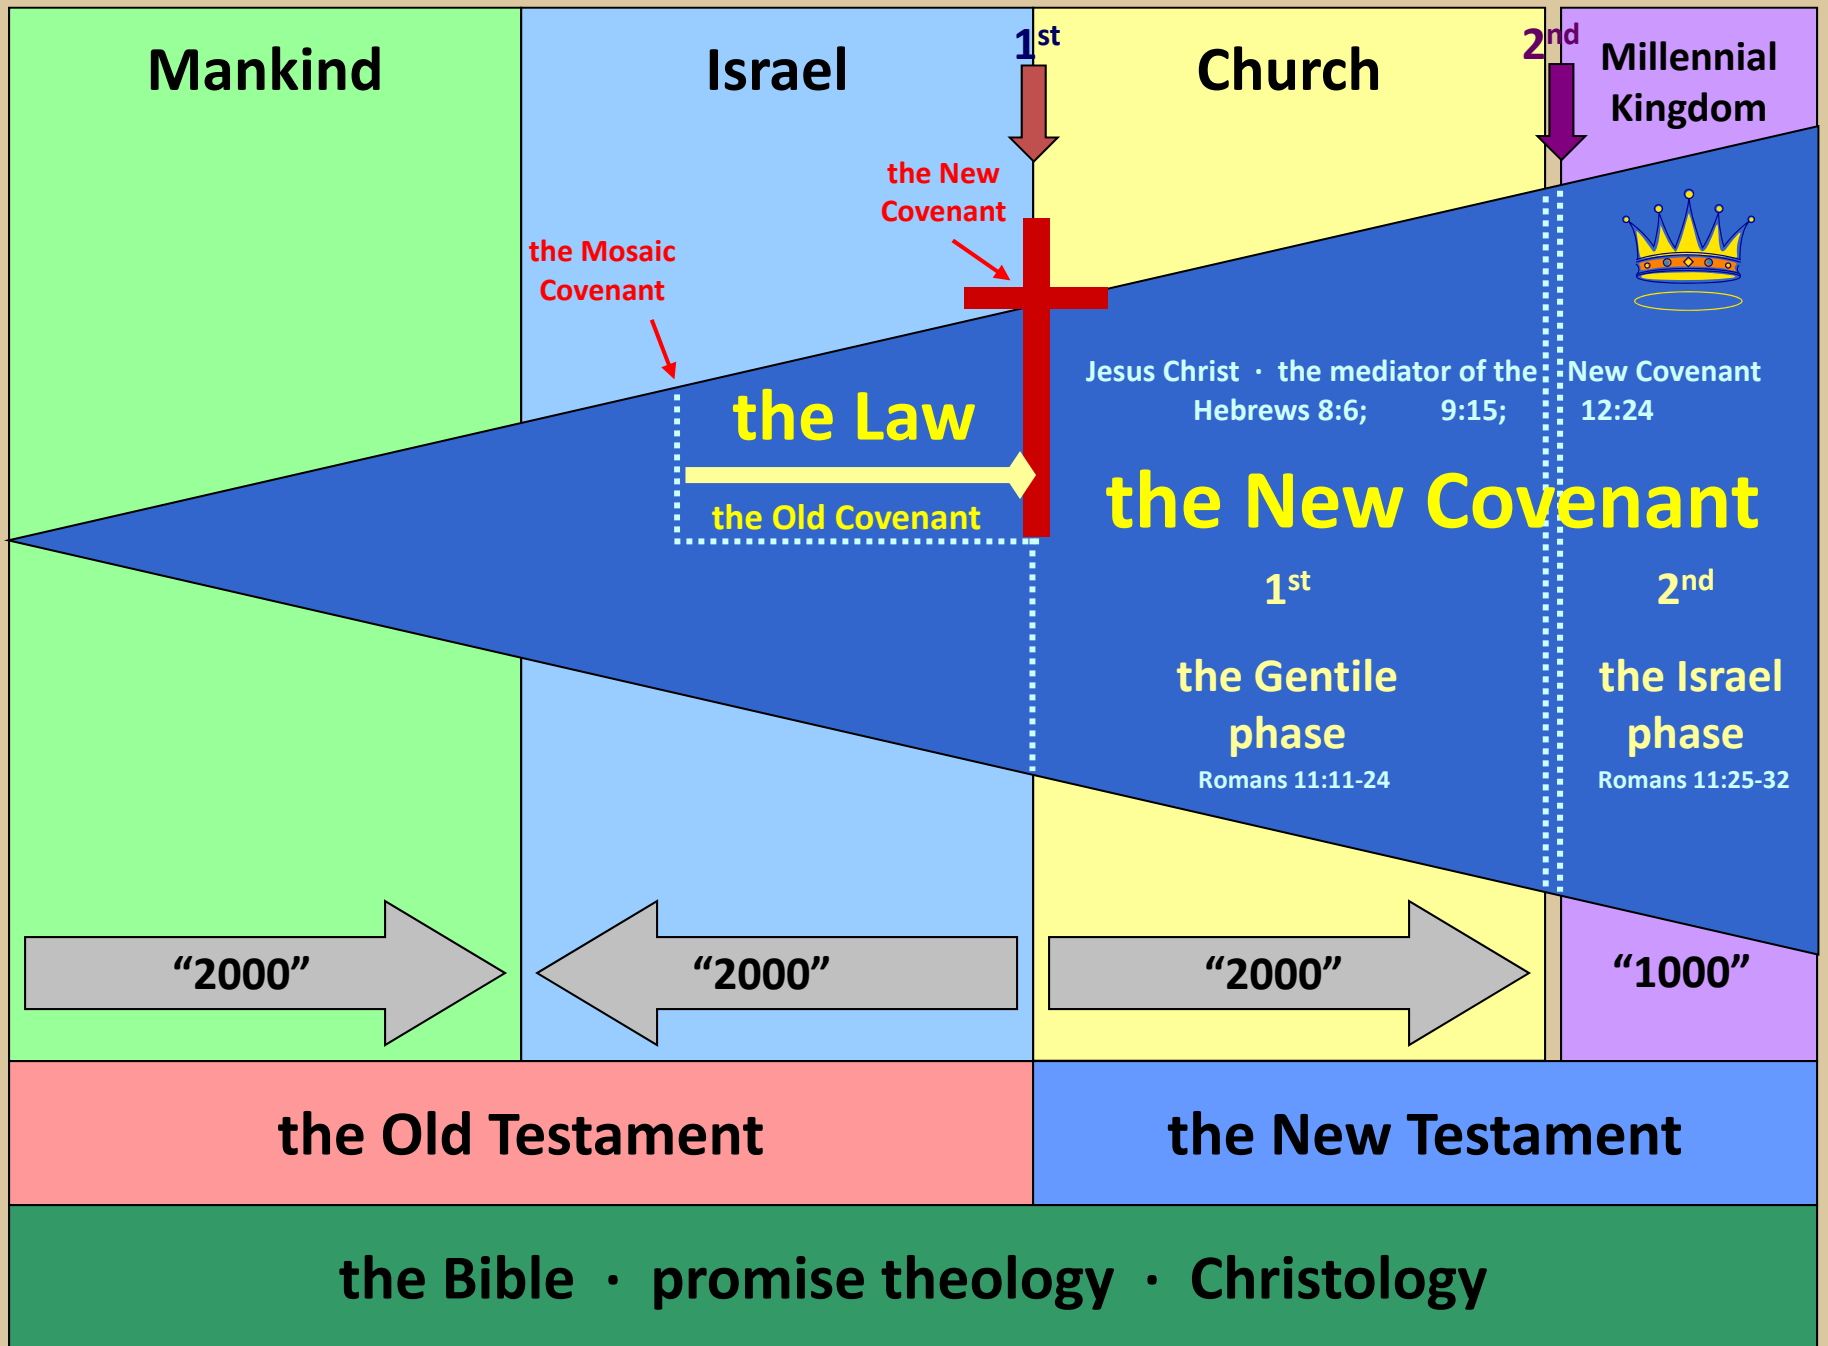 Mankind
Israel
1st
Church
2nd
Millennial
Kingdom
the New
Covenant
the Mosaic
Covenant
the Law
the Old Covenant
Jesus Christ · the mediator of the New Covenant
Hebrews 8:6; 9:15; 12:24
the New Covenant
1st
the Gentile
phase
Romans 11:11-24
2nd
the Israel
phase
Romans 11:25-32
“2000”
“2000”
“2000”
“1000”
the Old Testament
the New Testament
the Bible · promise theology · Christology